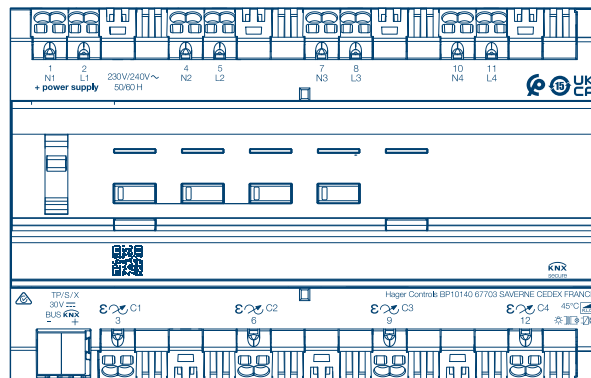 1 2 4 5 7 8 10 11
N1 L1 230V/240V~ N2 L2 N3 L3 N4 L4
+ power supply 50/60 H
15 UK CA
KNX
secure
TP/S/X Hager Controls BP10140 67703 SAVERNE CEDEX FRANC
30V C1 C2 C3 C4 45°C
BUS KNX 3 6 9 12
- +